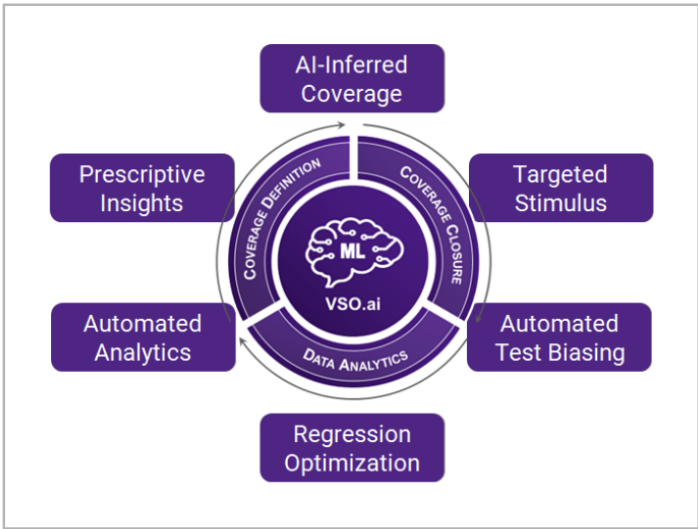 AI-Inferred
Coverage
Prescriptive
Insights
Targeted
Stimulus
COVERAGE DEFINITION
COVERAGE CLOSURE
ML
VSO.ai
Automated
Analytics
Automated
Test Biasing
DATA ANALYTICS
Regression
Optimization